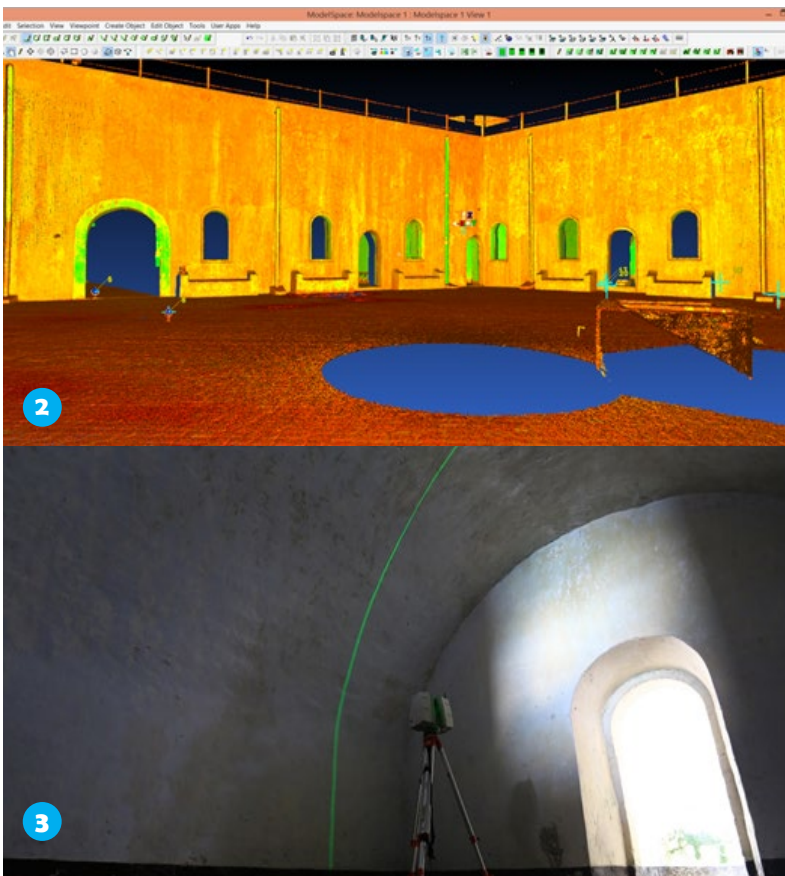 ModelSpace: Modelspace 1 : Modelspace 1 View 1
dit Selection View Viewpoint Create Object Edit Object Tools User Apps Help
2
3